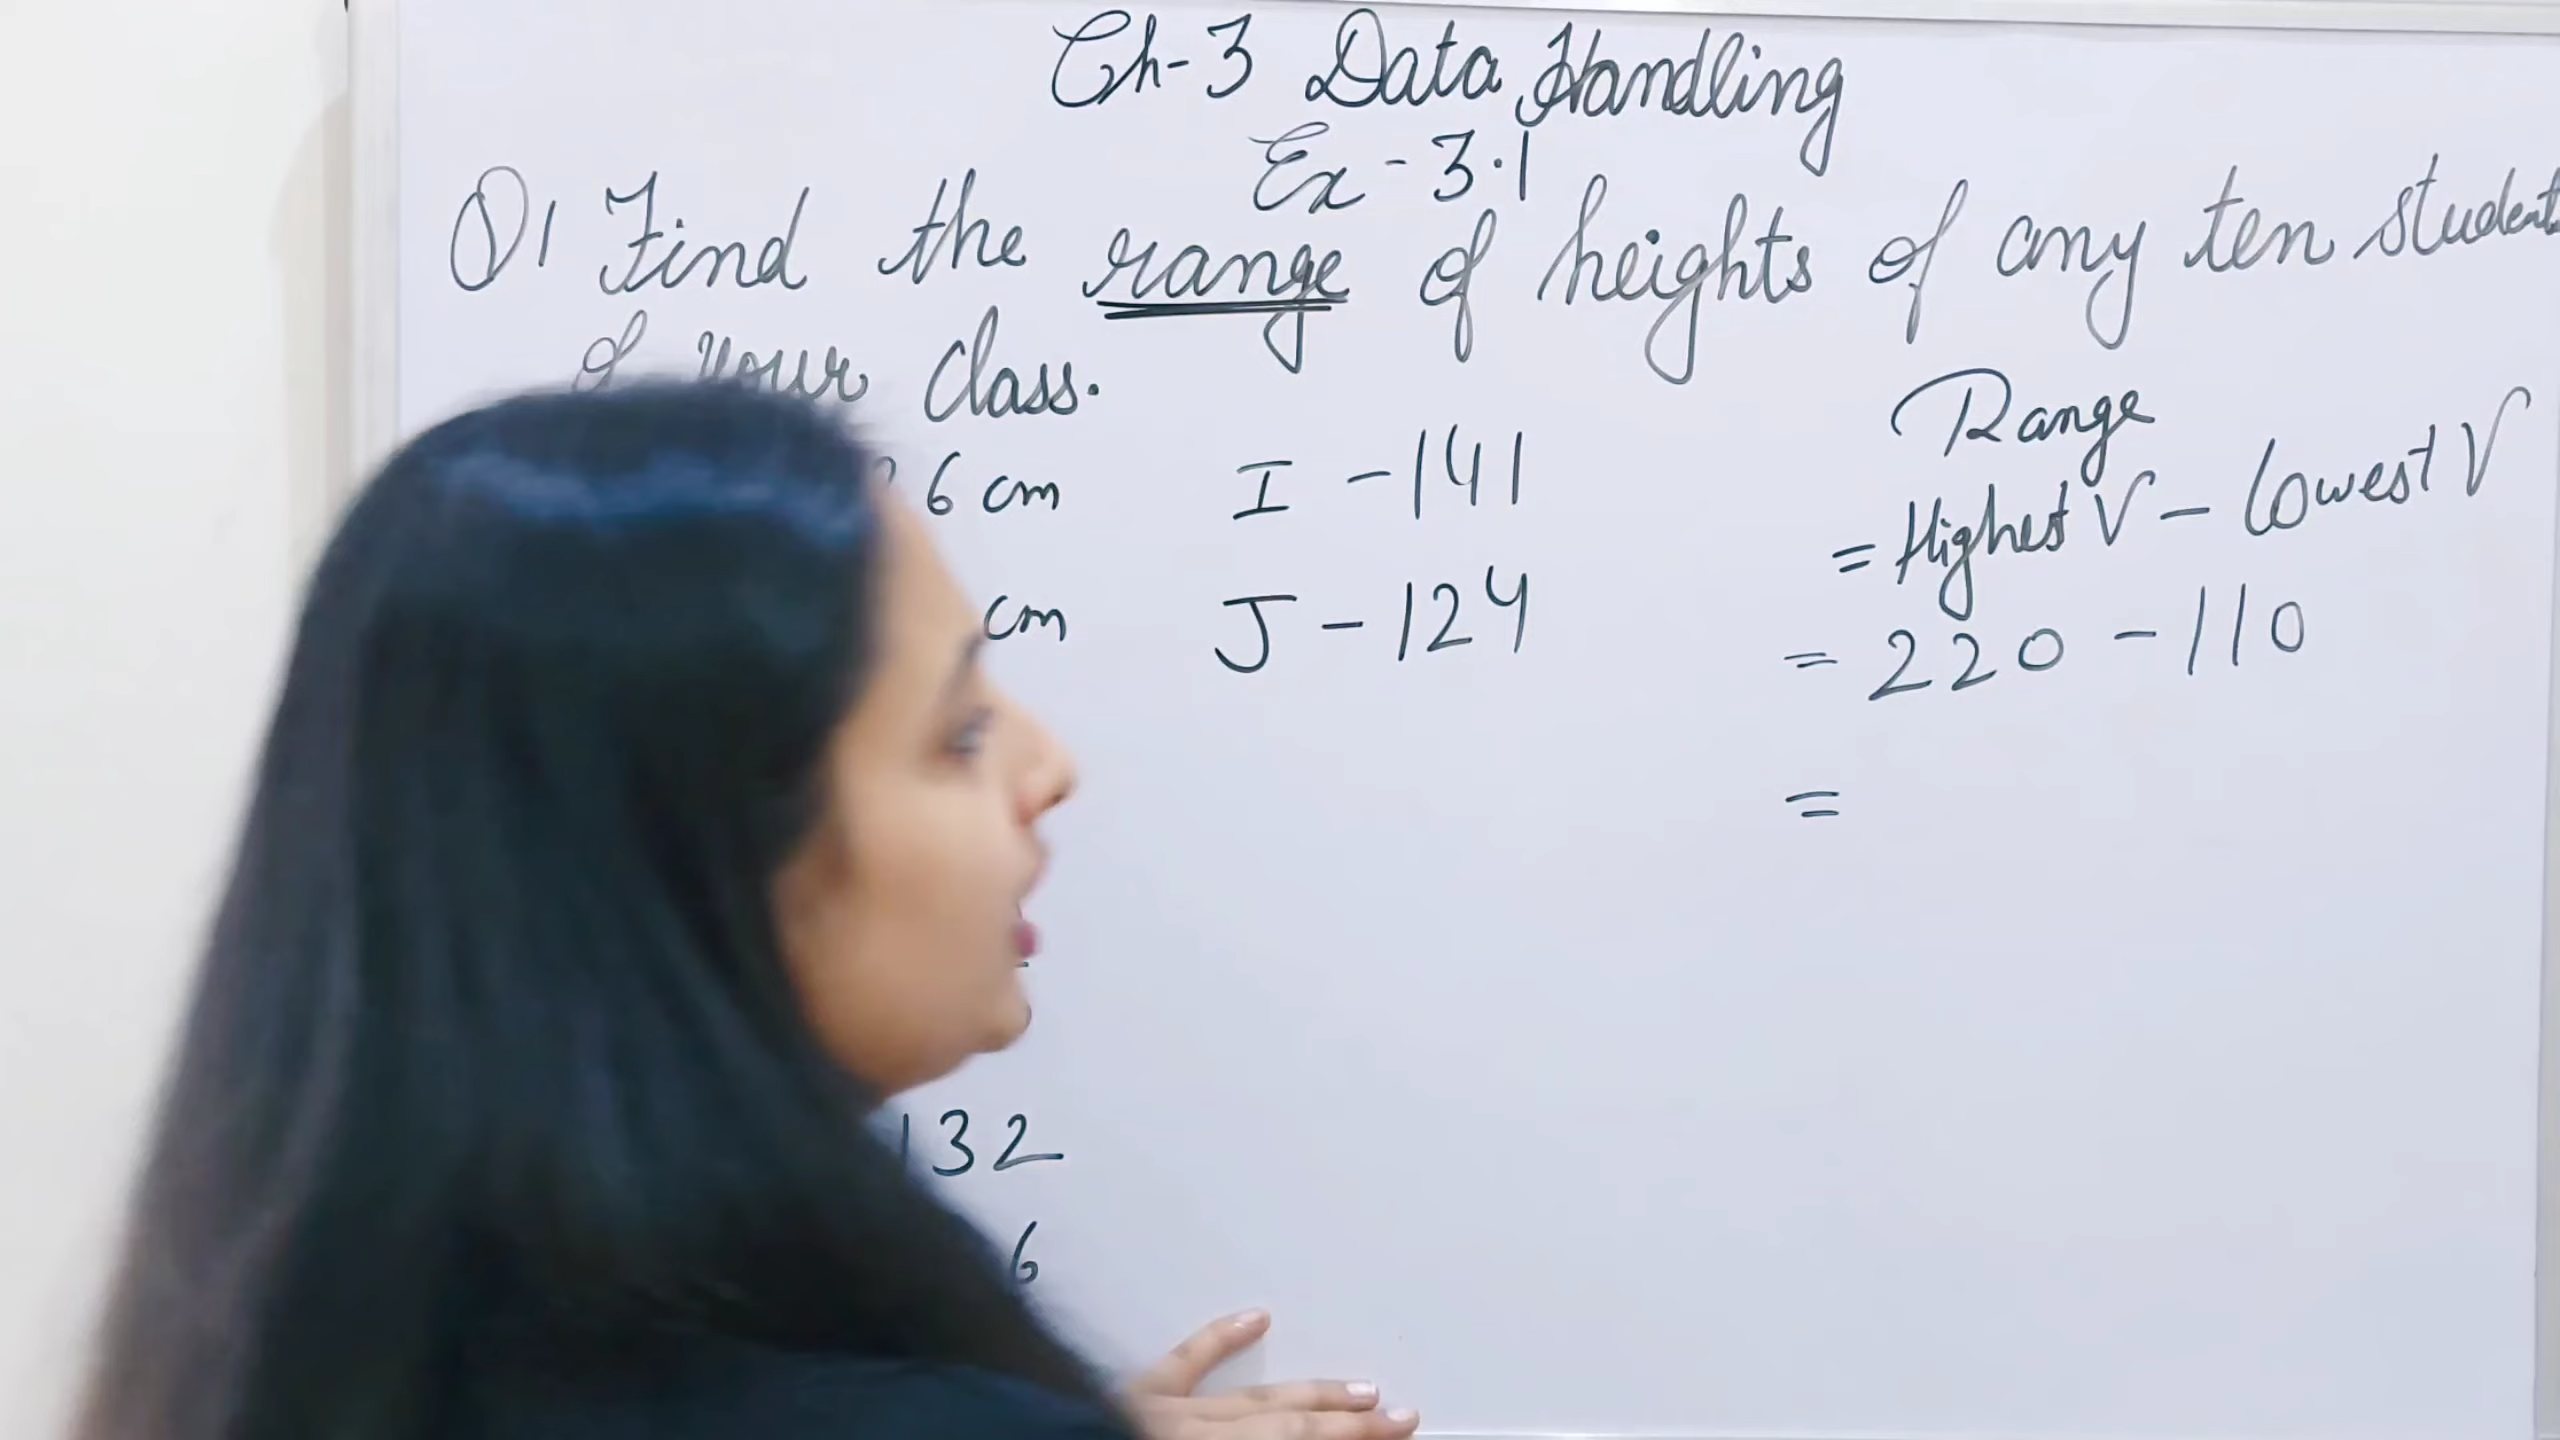 Ch-3 Data Handling
Ex-3.1
Q1 Find the range of heights of any ten students
of your class.
6 cm
cm
132
6
I - 141
J - 124
Range
= Highest V - Lowest V
= 220 - 110
=